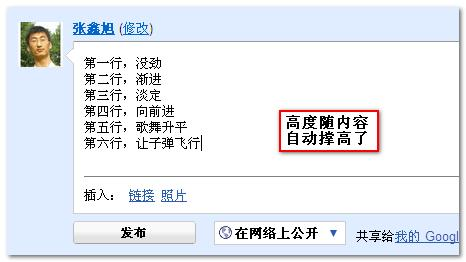 张鑫旭 (修改)
第一行，没劲
第二行，渐进
第三行，淡定
第四行，向前进
第五行，歌舞升平
第六行，让子弹飞行
高度随内容
自动撑高了
插入： 链接 照片
发布
在网络上公开 ▼
共享给我的 Googl